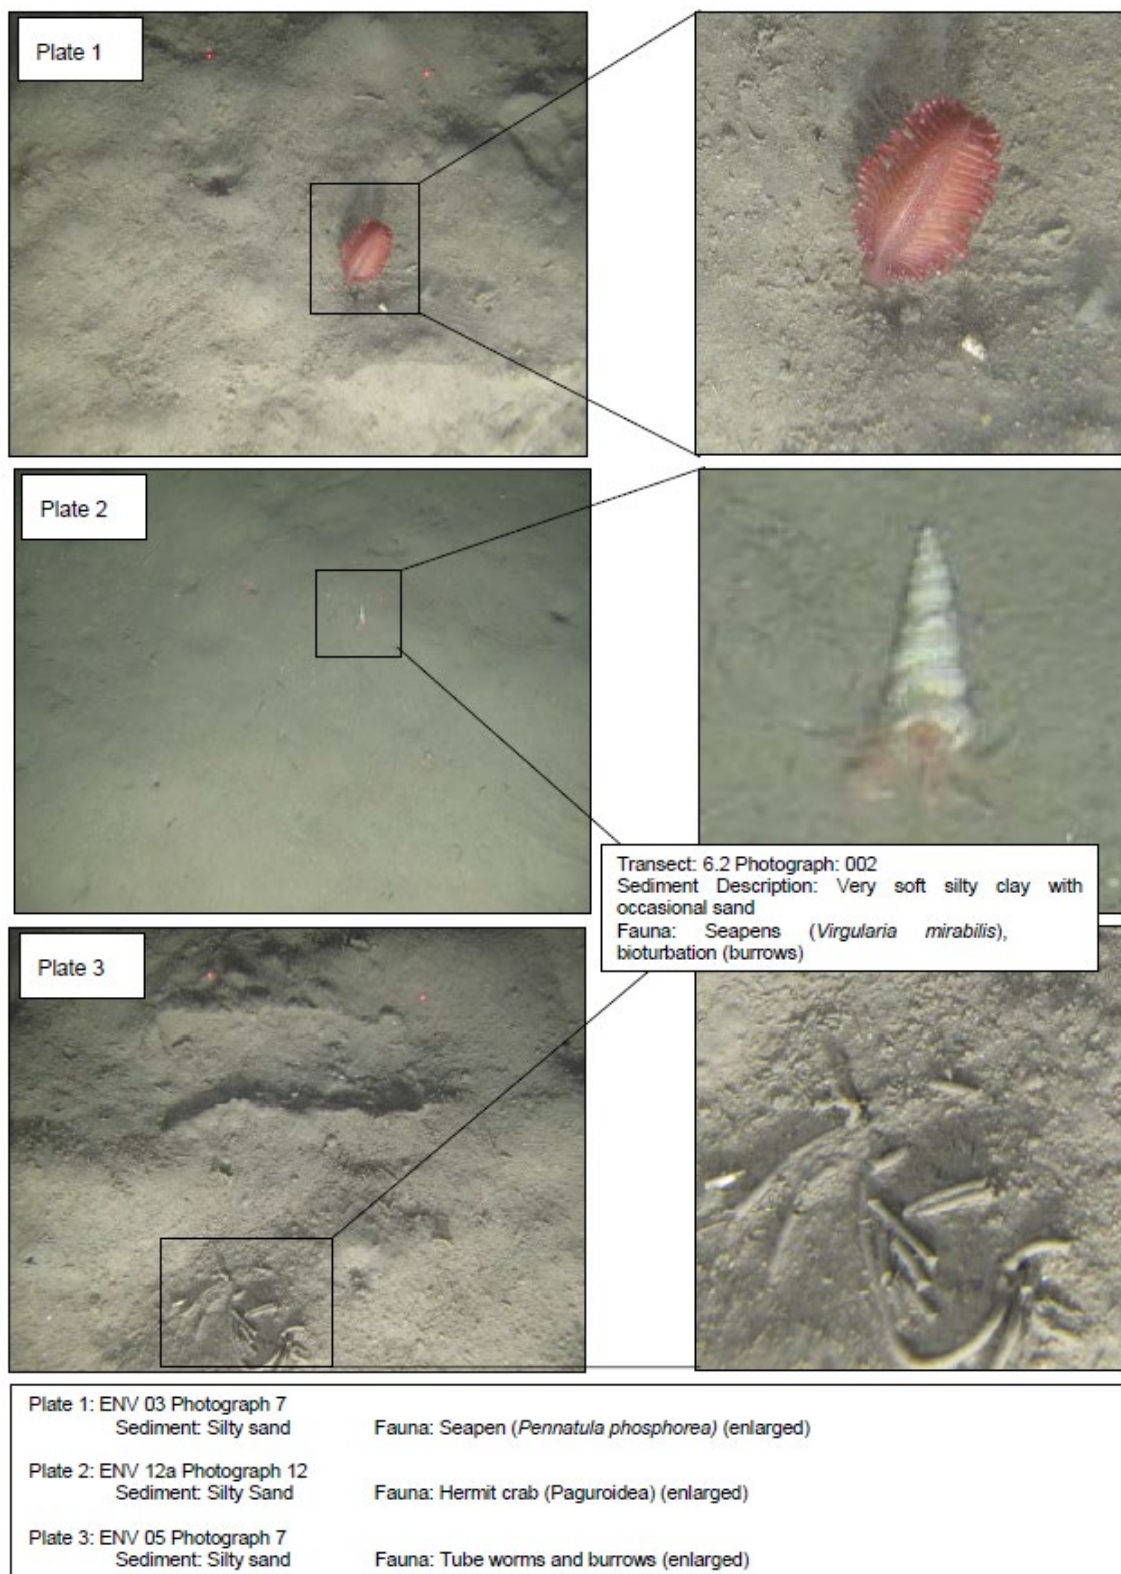 Plate 1
Plate 2
Transect: 6.2 Photograph: 002
Sediment Description: Very soft silty clay with
occasional sand
Fauna: Seapens (Virgularia mirabilis),
bioturbation (burrows)
Plate 3
Plate 1: ENV 03 Photograph 7
Sediment: Silty sand Fauna: Seapen (Pennatula phosphorea) (enlarged)
Plate 2: ENV 12a Photograph 12
Sediment: Silty Sand Fauna: Hermit crab (Paguroidea) (enlarged)
Plate 3: ENV 05 Photograph 7
Sediment: Silty sand Fauna: Tube worms and burrows (enlarged)